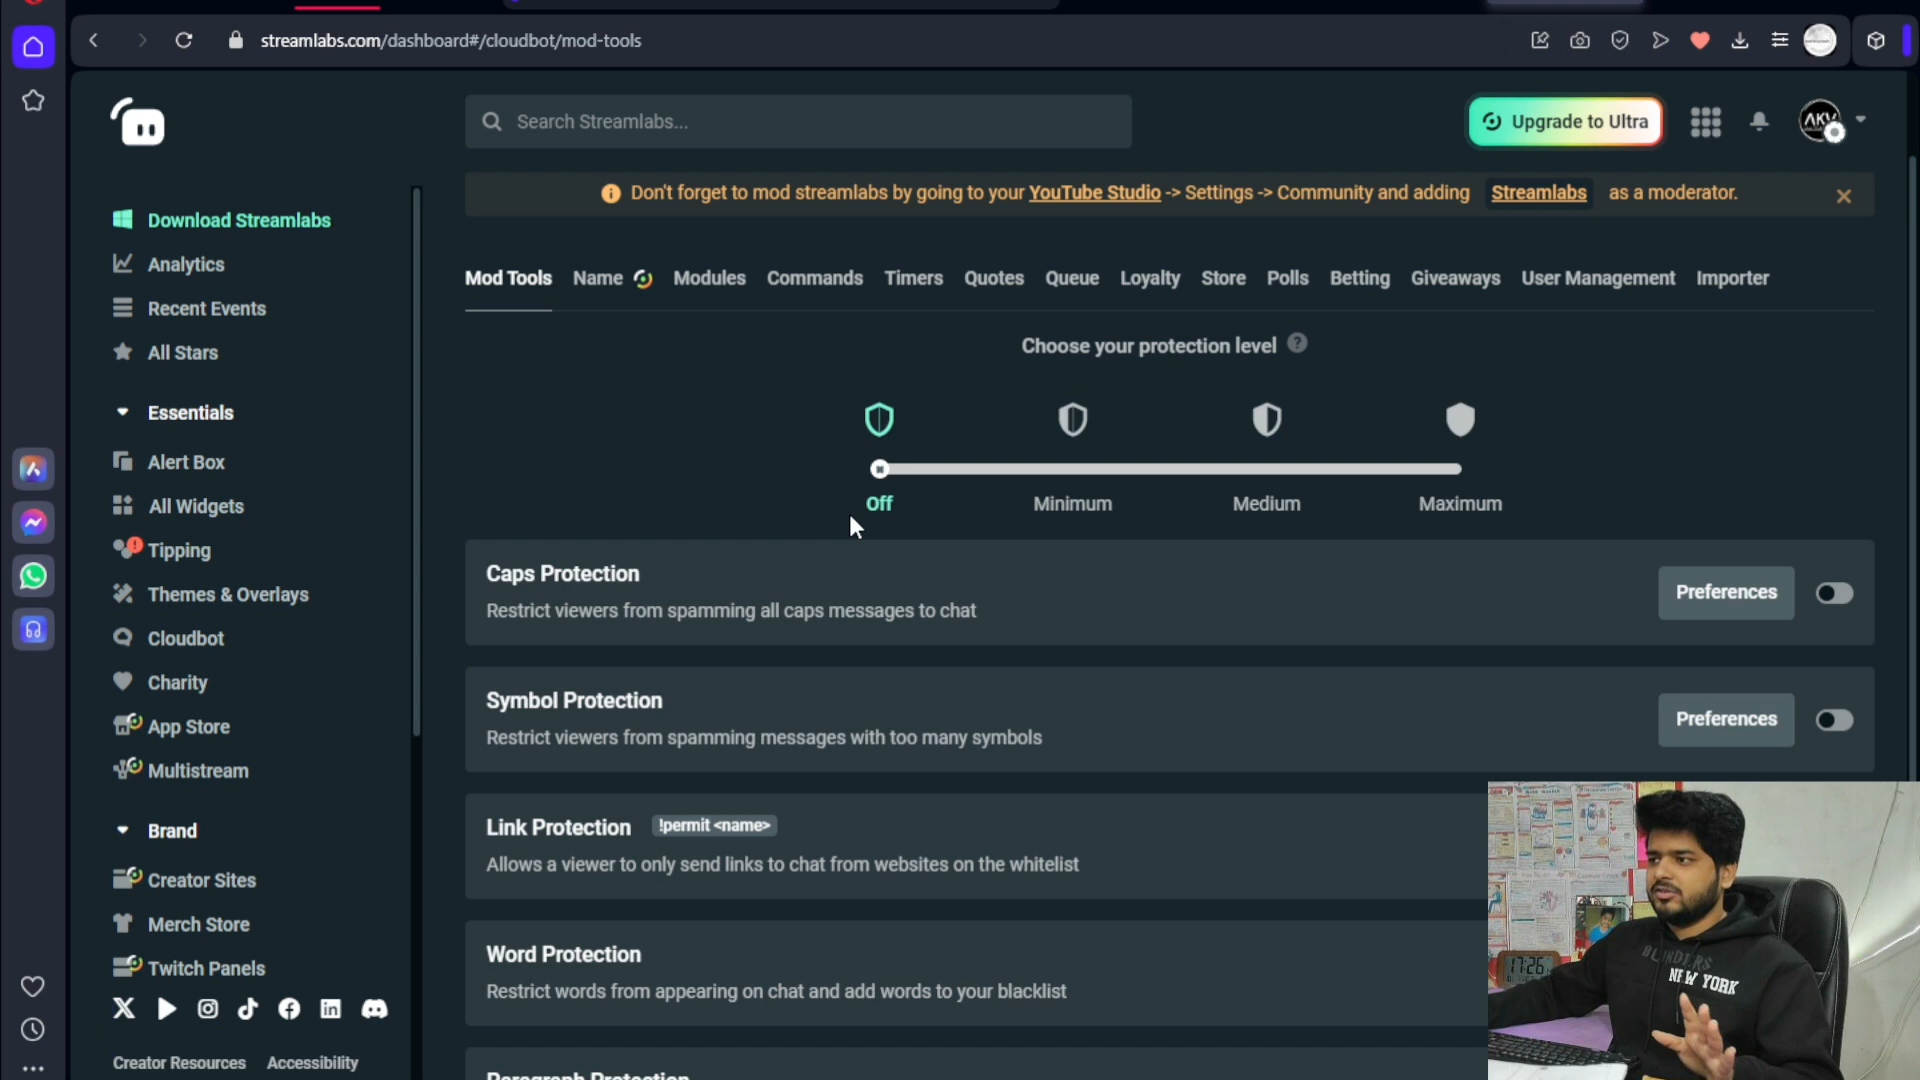 streamlabs.com/dashboard#/cloudbot/mod-tools
Search Streamlabs...
Upgrade to Ultra
AKV
Don't forget to mod streamlabs by going to your YouTube Studio -> Settings -> Community and adding Streamlabs as a moderator.
Download Streamlabs
Analytics
Recent Events
All Stars
Essentials
Alert Box
All Widgets
Tipping
Themes & Overlays
Cloudbot
Charity
App Store
Multistream
Brand
Creator Sites
Merch Store
Twitch Panels
Creator Resources Accessibility
Mod Tools Name Modules Commands Timers Quotes Queue Loyalty Store Polls Betting Giveaways User Management Importer
Choose your protection level
Off Minimum Medium Maximum
Caps Protection
Restrict viewers from spamming all caps messages to chat
Preferences
Symbol Protection
Restrict viewers from spamming messages with too many symbols
Preferences
Link Protection !permit <name>
Allows a viewer to only send links to chat from websites on the whitelist
Word Protection
Restrict words from appearing on chat and add words to your blacklist
Paragraph Protection
17:26
NEW YORK